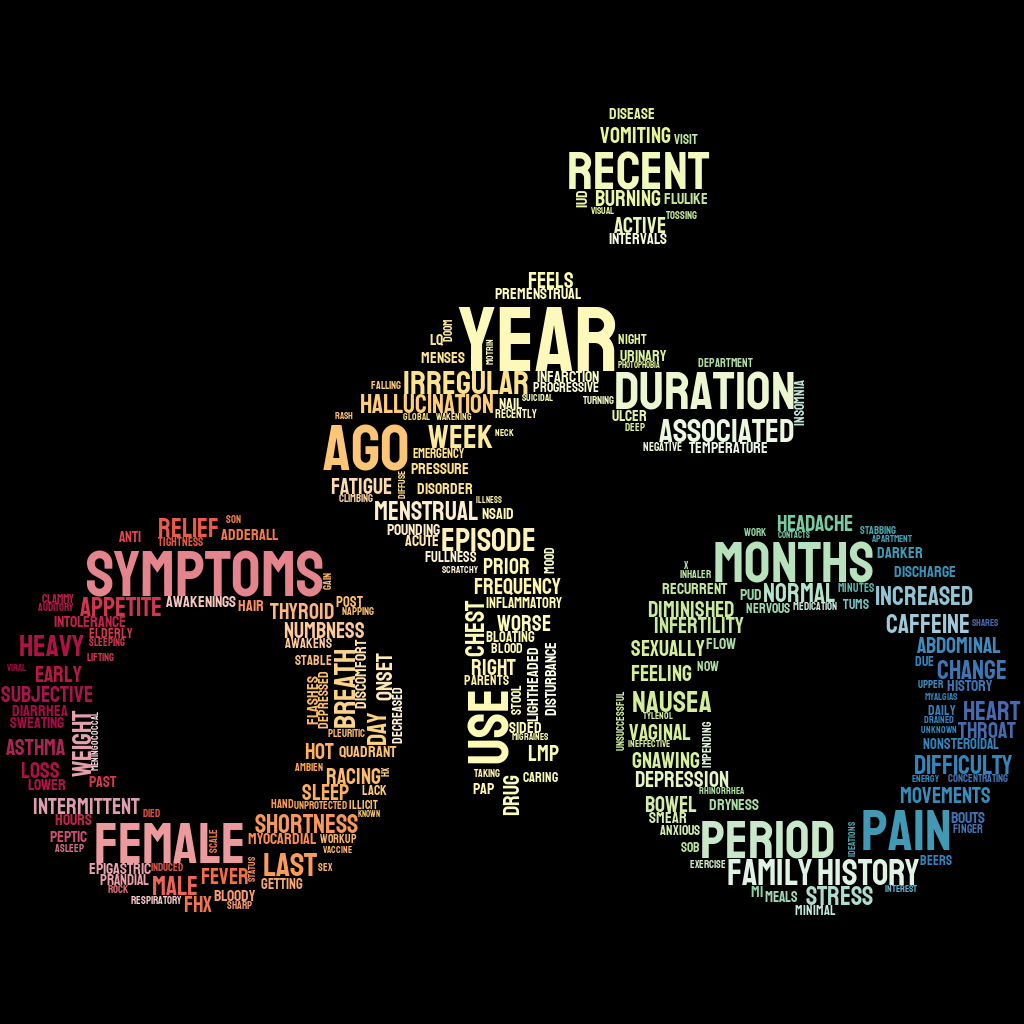 DISEASE
VOMITING VISIT
RECENT
IUD BURNING FLULIKE
VISUAL TOSSING
ACTIVE
INTERVALS
FEELS
PREMENSTRUAL
DOOM YEAR
LQ MOTRIN NIGHT
MENSES URINARY
PHOTOPHOBIA DEPARTMENT
FALLING IRREGULAR INFARCTION DURATION INSOMNIA
PROGRESSIVE
HALLUCINATION NAIL SUICIDAL TURNING
RASH GLOBAL WAKENING RECENTLY ULCER
AGO WEEK NECK DEEP ASSOCIATED
EMERGENCY NEGATIVE TEMPERATURE
PRESSURE
FATIGUE DIFFUSE DISORDER
CLIMBING ILLNESS
MENSTRUAL NSAID
POUNDING EPISODE
ACUTE
FULLNESS PRIOR MOOD
SCRATCHY
FREQUENCY
CHEST INFLAMMATORY
WORSE
BLOATING
BLOOD
RIGHT LIGHTHEADED DISTURBANCE
PARENTS
USE STOOL
SIDED
MIGRAINES
LMP
TAKING CARING
PAP DRUG
RELIEF SON
ANTI TIGHTNESS ADDERALL
SYMPTOMS GAIN
CLAMMY APPETITE AWAKENINGS HAIR THYROID POST
AUDITORY NAPPING
INTOLERANCE
ELDERLY NUMBNESS
HEAVY SLEEPING AWAKENS
LIFTING STABLE BREATH DISCOMFORT
VIRAL EARLY ONSET
SUBJECTIVE FLASHES DEPRESSED DECREASED
DIARRHEA WEIGHT MENINGOCOCCAL DAY
SWEATING PLEURITIC
ASTHMA HOT QUADRANT
LOSS AMBIEN RACING HX
LOWER PAST SLEEP LACK
INTERMITTENT DIED HAND UNPROTECTED ILLICIT
HOURS SHORTNESS KNOWN
PEPTIC FEMALE SCALE MYOCARDIAL WORKUP
ASLEEP VACCINE
EPIGASTRIC INDUCED STATUS LAST SEX
PRANDIAL MALE FEVER GETTING
ROCK
RESPIRATORY FHX BLOODY
SHARP
HEADACHE
WORK CONTACTS STABBING
MONTHS APARTMENT
DARKER
X DISCHARGE
INHALER
RECURRENT PUD NORMAL MINUTES INCREASED
DIMINISHED NERVOUS MEDICATION TUMS
INFERTILITY CAFFEINE SHARES
SEXUALLY FLOW ABDOMINAL
FEELING NOW DUE CHANGE
UPPER HISTORY
NAUSEA MYALGIAS
UNSUCCESSFUL TYLENOL DAILY HEART
DRAINED
VAGINAL UNKNOWN THROAT
INEFFECTIVE IMPENDING NONSTEROIDAL
GNAWING DIFFICULTY
DEPRESSION ENERGY CONCENTRATING
RHINORRHEA MOVEMENTS
BOWEL DRYNESS
SMEAR PAIN BOUTS
ANXIOUS PERIOD IDEATIONS FINGER
SOB
EXERCISE FAMILY HISTORY BEERS
MI MEALS STRESS INTEREST
MINIMAL